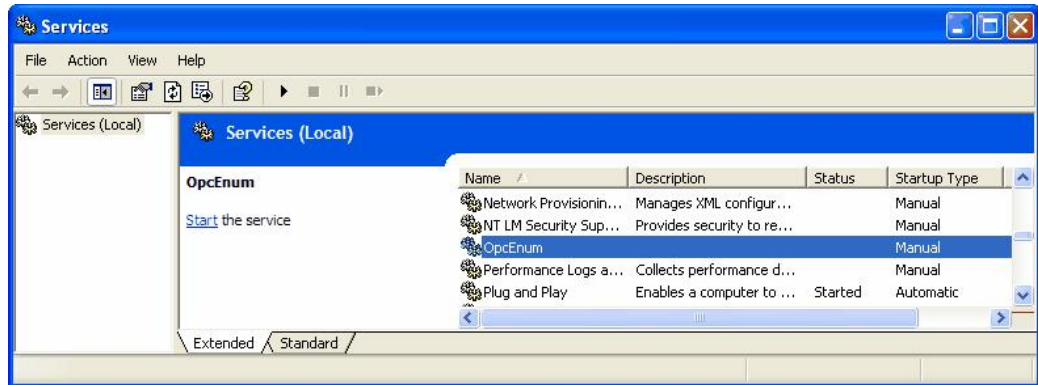 Services
File Action View Help
Services (Local)
Services (Local)
OpcEnum
Start the service
Name Description Status Startup Type
Network Provisionin... Manages XML configur... Manual
NT LM Security Sup... Provides security to re... Manual
OpcEnum Manual
Performance Logs a... Collects performance d... Manual
Plug and Play Enables a computer to ... Started Automatic
Extended Standard